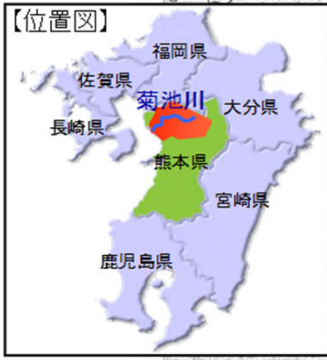 【位置図】
福岡県
佐賀県
菊池川
大分県
長崎県
熊本県
宮崎県
鹿児島県